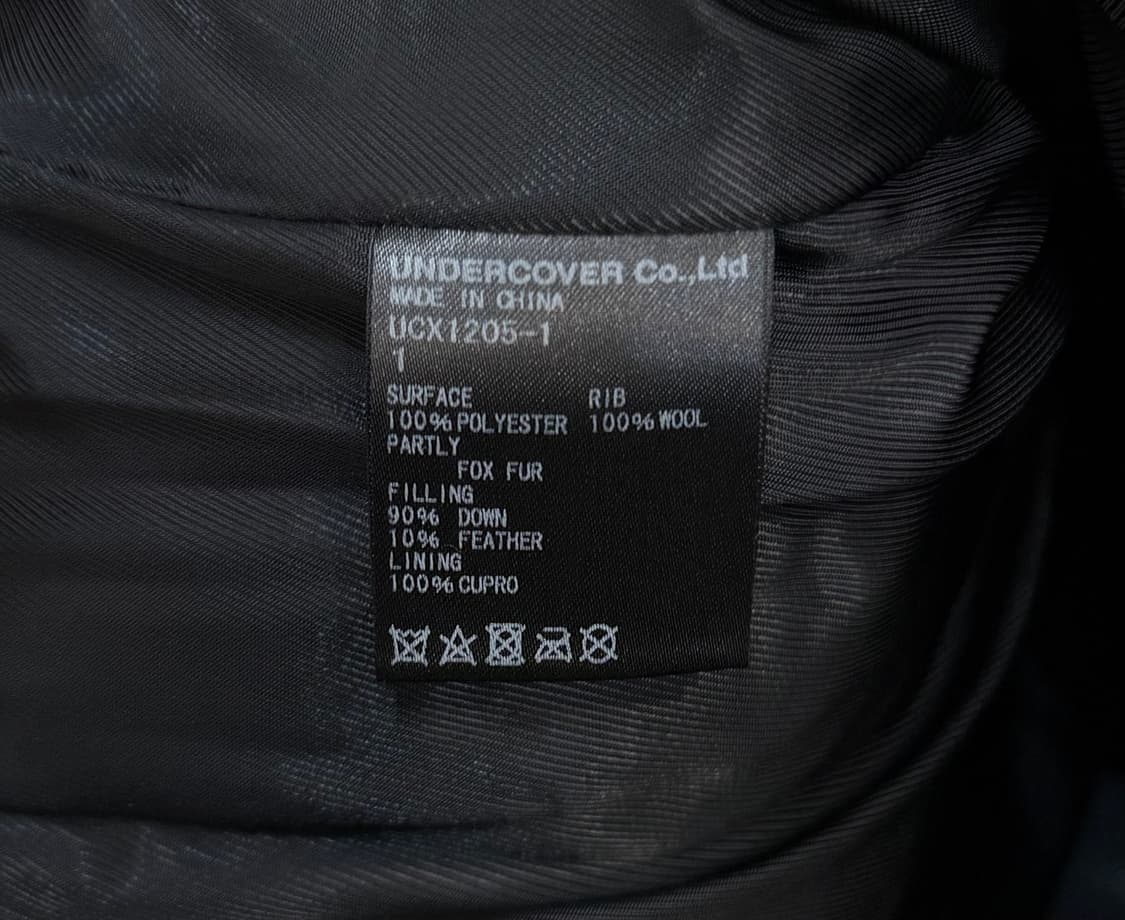 UNDERCOVER Co.,Ltd
MADE IN CHINA
UCX1205-1
1
SURFACE RIB
100%POLYESTER 100%WOOL
PARTLY
FOX FUR
FILLING
90% DOWN
10% FEATHER
LINING
100%CUPRO